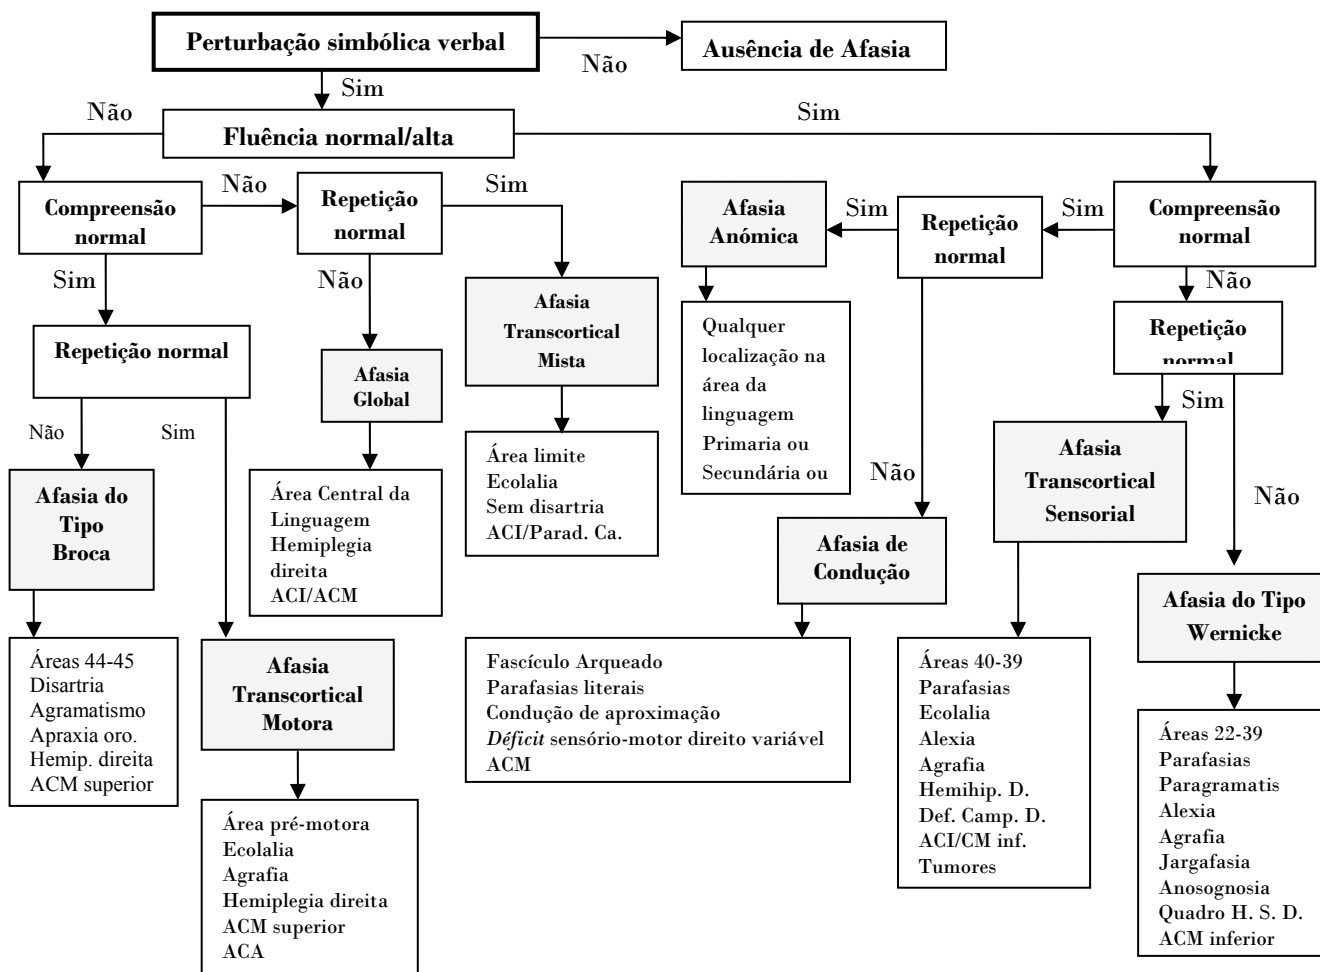 Perturbação simbólica verbal
Não
Ausência de Afasia
Sim
Não
Fluência normal/alta
Sim
Compreensão
normal
Não
Repetição
normal
Sim
Afasia
Anómica
Sim
Repetição
normal
Sim
Compreensão
normal
Sim
Não
Não
Repetição normal
Afasia
Global
Afasia
Transcortical
Mista
Qualquer
localização na
área da
linguagem
Primaria ou
Secundária ou
Repetição
normal
Sim
Não
Sim
Não
Não
Afasia do
Tipo
Broca
Área Central da
Linguagem
Hemiplegia
direita
ACI/ACM
Área limite
Ecolalia
Sem disartria
ACI/Parad. Ca.
Afasia de
Condução
Afasia
Transcortical
Sensorial
Afasia do Tipo
Wernicke
Áreas 44-45
Disartria
Agramatismo
Apraxia oro.
Hemip. direita
ACM superior
Afasia
Transcortical
Motora
Fascículo Arqueado
Parafasias literais
Condução de aproximação
Déficit sensório-motor direito variável
ACM
Áreas 40-39
Parafasias
Ecolalia
Alexia
Agrafia
Hemihip. D.
Def. Camp. D.
ACI/CM inf.
Tumores
Áreas 22-39
Parafasias
Paragramatis
Alexia
Agrafia
Jargafasia
Anosognosia
Quadro H. S. D.
ACM inferior
Área pré-motora
Ecolalia
Agrafia
Hemiplegia direita
ACM superior
ACA